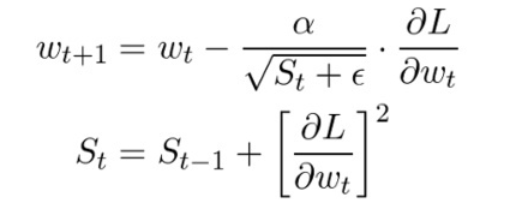 w_{t+1} = w_t - \frac{\alpha}{\sqrt{S_t + \epsilon}} \cdot \frac{\partial L}{\partial w_t}
S_t = S_{t-1} + \left[ \frac{\partial L}{\partial w_t} \right]^2